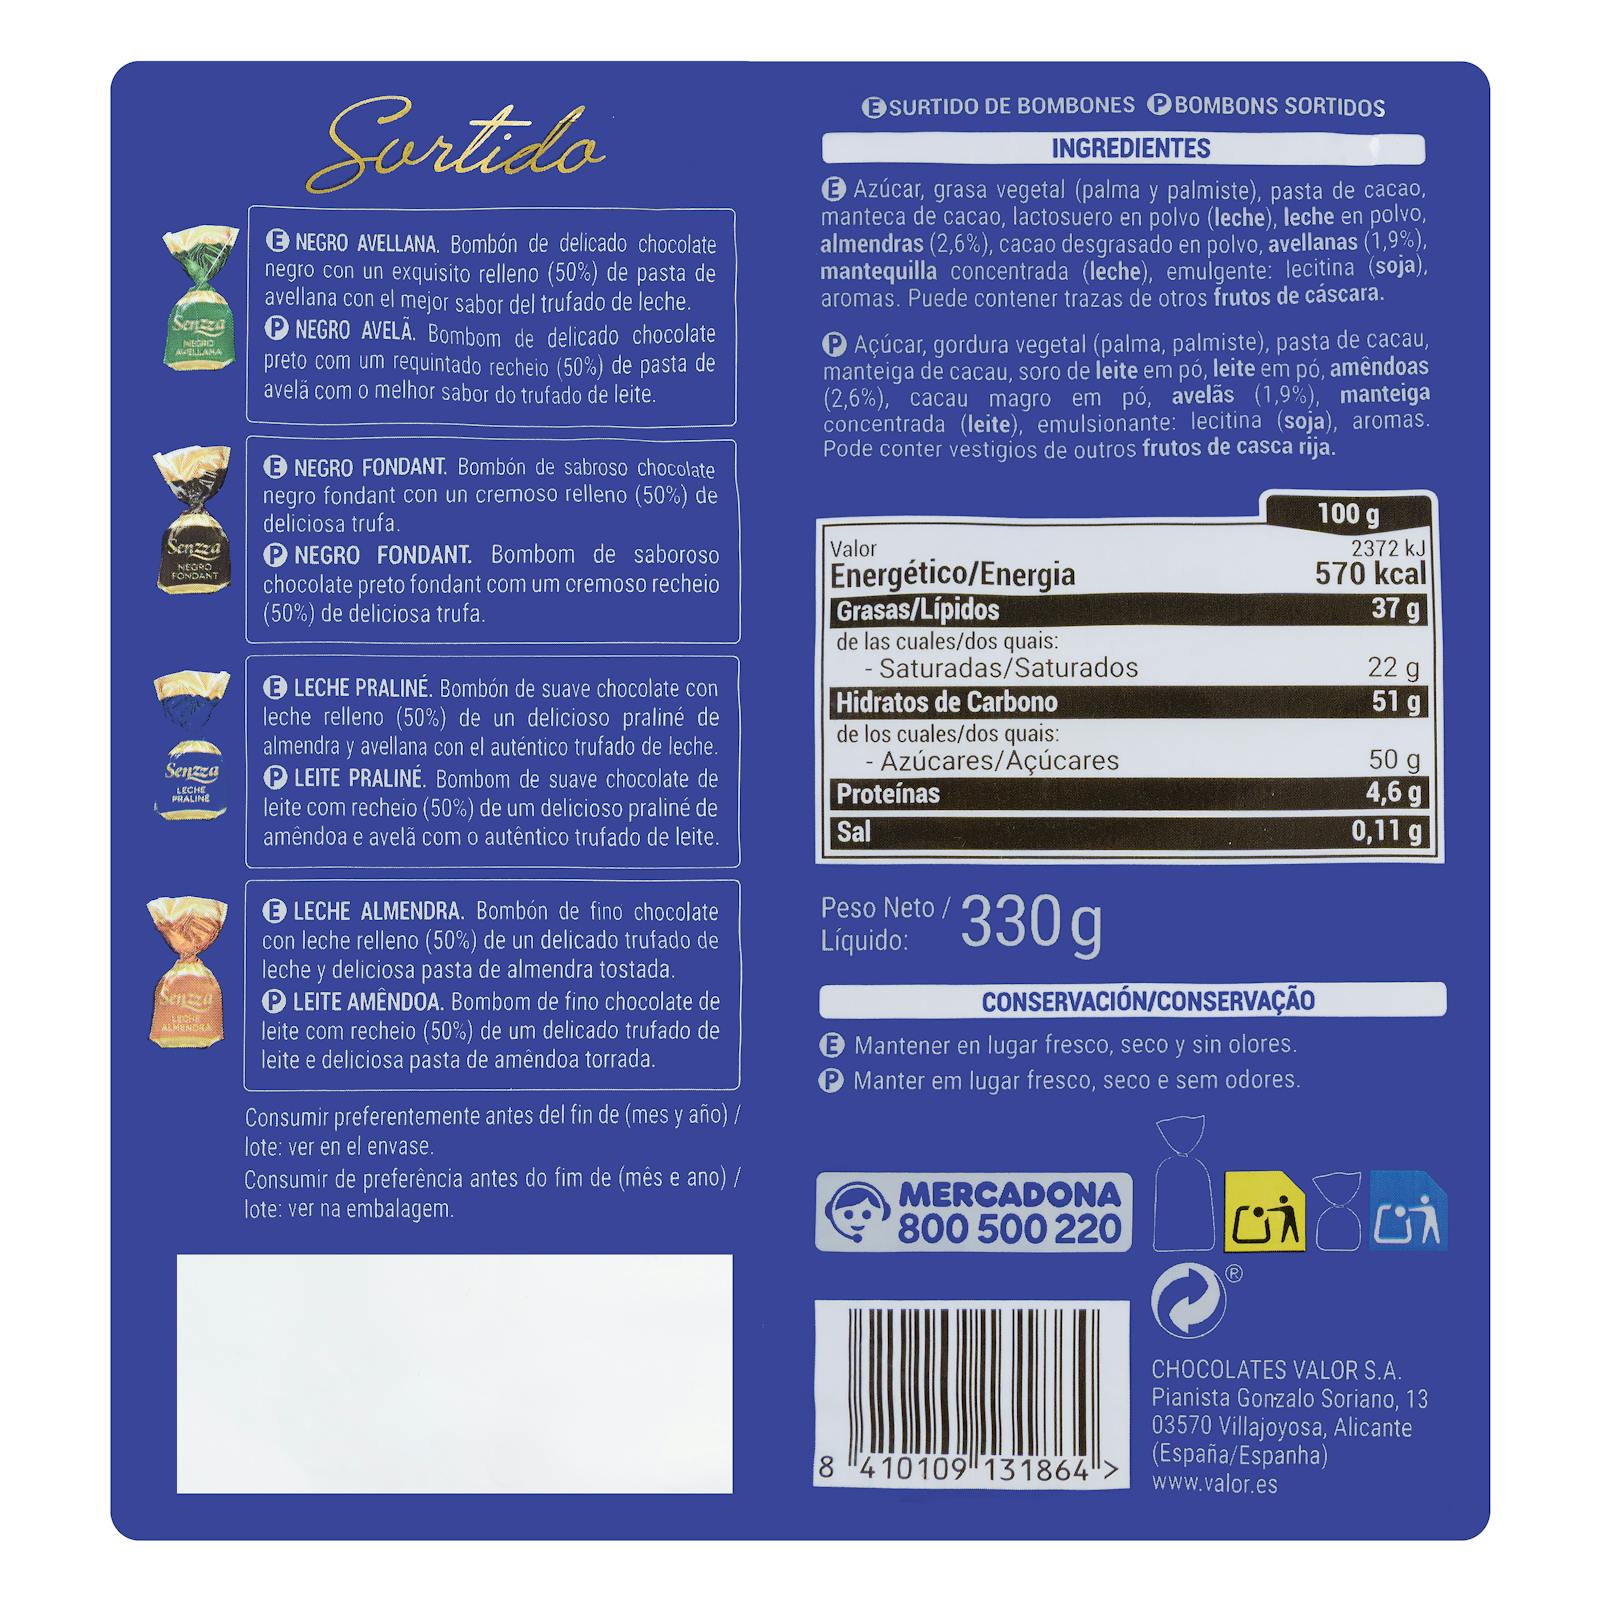 Surtido
Senzza
NEGRO
AVELLANA
E NEGRO AVELLANA. Bombón de delicado chocolate
negro con un exquisito relleno (50%) de pasta de
avellana con el mejor sabor del trufado de leche.
P NEGRO AVELÃ. Bombom de delicado chocolate
preto com um requintado recheio (50%) de pasta de
avelã com o melhor sabor do trufado de leite.
Senzza
NEGRO
FONDANT
E NEGRO FONDANT. Bombón de sabroso chocolate
negro fondant con un cremoso relleno (50%) de
deliciosa trufa.
P NEGRO FONDANT. Bombom de saboroso
chocolate preto fondant com um cremoso recheio
(50%) de deliciosa trufa.
Senzza
LECHE
PRALINÉ
E LECHE PRALINÉ. Bombón de suave chocolate con
leche relleno (50%) de un delicioso praliné de
almendra y avellana con el auténtico trufado de leche.
P LEITE PRALINÉ. Bombom de suave chocolate de
leite com recheio (50%) de um delicioso praliné de
amêndoa e avelã com o autêntico trufado de leite.
Senzza
LECHE
ALMENDRA
E LECHE ALMENDRA. Bombón de fino chocolate
con leche relleno (50%) de un delicado trufado de
leche y deliciosa pasta de almendra tostada.
P LEITE AMÊNDOA. Bombom de fino chocolate de
leite com recheio (50%) de um delicado trufado de
leite e deliciosa pasta de amêndoa torrada.
Consumir preferentemente antes del fin de (mes y año) /
lote: ver en el envase.
Consumir de preferência antes do fim de (mês e ano) /
lote: ver na embalagem.
E SURTIDO DE BOMBONES P BOMBONS SORTIDOS
INGREDIENTES
E Azúcar, grasa vegetal (palma y palmiste), pasta de cacao,
manteca de cacao, lactosuero en polvo (leche), leche en polvo,
almendras (2,6%), cacao desgrasado en polvo, avellanas (1,9%),
mantequilla concentrada (leche), emulgente: lecitina (soja),
aromas. Puede contener trazas de otros frutos de cáscara.
P Açúcar, gordura vegetal (palma, palmiste), pasta de cacau,
manteiga de cacau, soro de leite em pó, leite em pó, amêndoas
(2,6%), cacau magro em pó, avelãs (1,9%), manteiga
concentrada (leite), emulsionante: lecitina (soja), aromas.
Pode conter vestigios de outros frutos de casca rija.
100 g
Valor 2372 kJ
Energético/Energia 570 kcal
Grasas/Lípidos 37 g
de las cuales/dos quais:
- Saturadas/Saturados 22 g
Hidratos de Carbono 51 g
de los cuales/dos quais:
- Azúcares/Açúcares 50 g
Proteínas 4,6 g
Sal 0,11 g
Peso Neto /
Líquido: 330 g
CONSERVACIÓN/CONSERVAÇÃO
E Mantener en lugar fresco, seco y sin olores.
P Manter em lugar fresco, seco e sem odores.
MERCADONA
800 500 220
®
8 410109 131864 >
CHOCOLATES VALOR S.A.
Pianista Gonzalo Soriano, 13
03570 Villajoyosa, Alicante
(España/Espanha)
www.valor.es